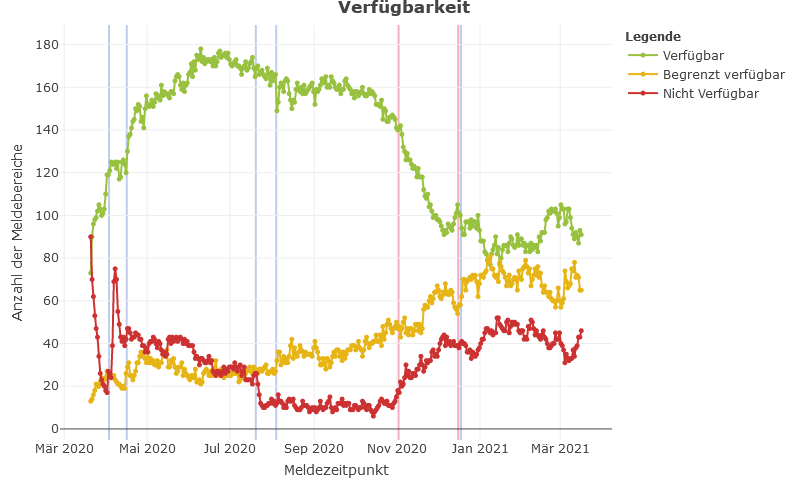 Verfügbarkeit
Legende
Verfügbar
Begrenzt verfügbar
Nicht Verfügbar
Anzahl der Meldebereiche
180
160
140
120
100
80
60
40
20
0
Mär 2020 Mai 2020 Jul 2020 Sep 2020 Nov 2020 Jan 2021 Mär 2021
Meldezeitpunkt